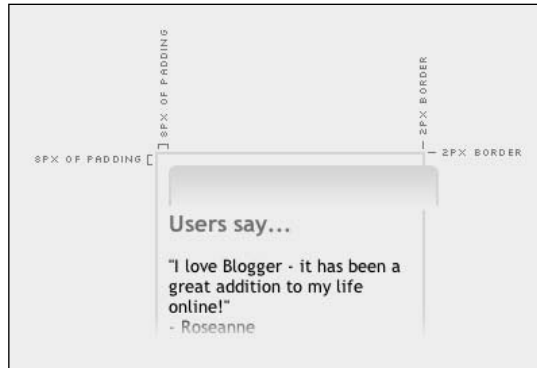 8PX OF PADDING
2PX BORDER
8PX OF PADDING
2PX BORDER
Users say...
"I love Blogger - it has been a
great addition to my life
online!"
- Roseanne